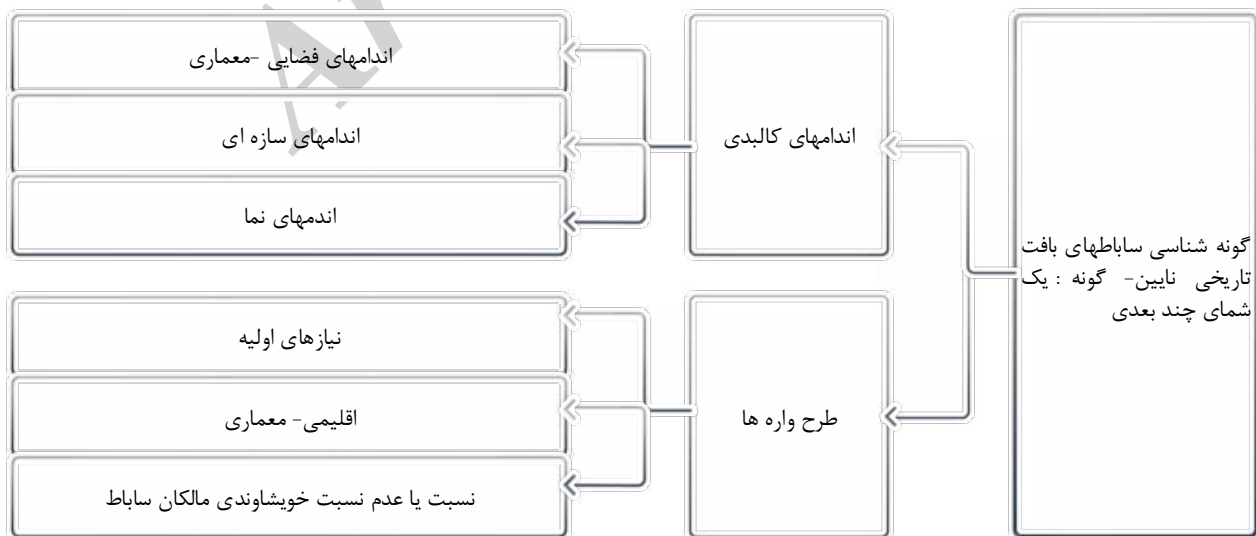 گونه شناسی ساباطهای بافت
تاریخی نایین- گونه : یک
شمای چند بعدی
اندامهای کالبدی
اندامهای فضایی -معماری
اندامهای سازه ای
اندمهای نما
طرح واره ها
نیازهای اولیه
اقلیمی- معماری
نسبت یا عدم نسبت خویشاوندی مالکان ساباط